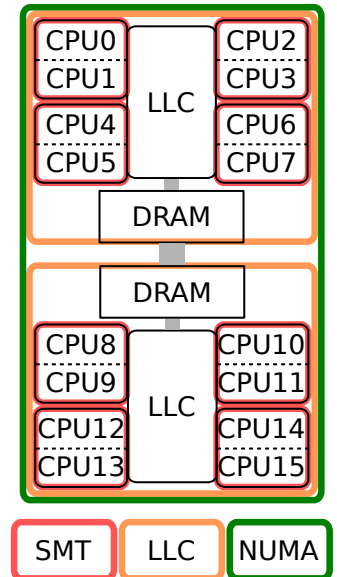 CPU0 CPU2
CPU1 CPU3
LLC
CPU4 CPU6
CPU5 CPU7
DRAM
DRAM
CPU8 CPU10
CPU9 CPU11
LLC
CPU12 CPU14
CPU13 CPU15
SMT LLC NUMA